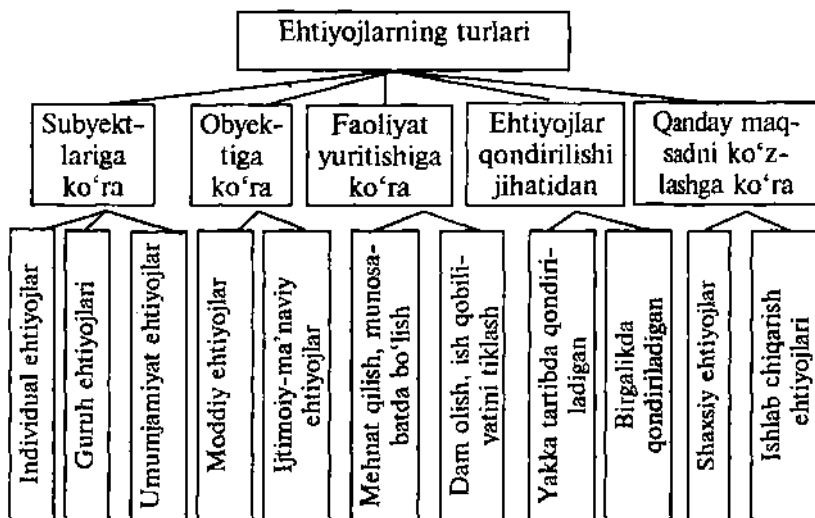 Ehtiyojlarning turlari
Subyekt-
lariga
ko‘ra
Obyek-
tiga
ko‘ra
Faoliyat
yuritishiga
ko‘ra
Ehtiyojlar
qondirilishi
jihatidan
Qanday maq-
sadni ko‘z-
lashga ko‘ra
Individual ehtiyojlar
Guruh ehtiyojlari
Umumjamiyat ehtiyojlar
Moddiy ehtiyojlar
Ijtimoiy-ma’naviy
ehtiyojlar
Mehnat qilish, munosa-
batda bo‘lish
Dam olish, ish qobili-
yatini tiklash
Yakka tartibda qondiri-
ladigan
Birgalikda
qondiriladigan
Shaxsiy ehtiyojlar
Ishlab chiqarish
ehtiyojlari